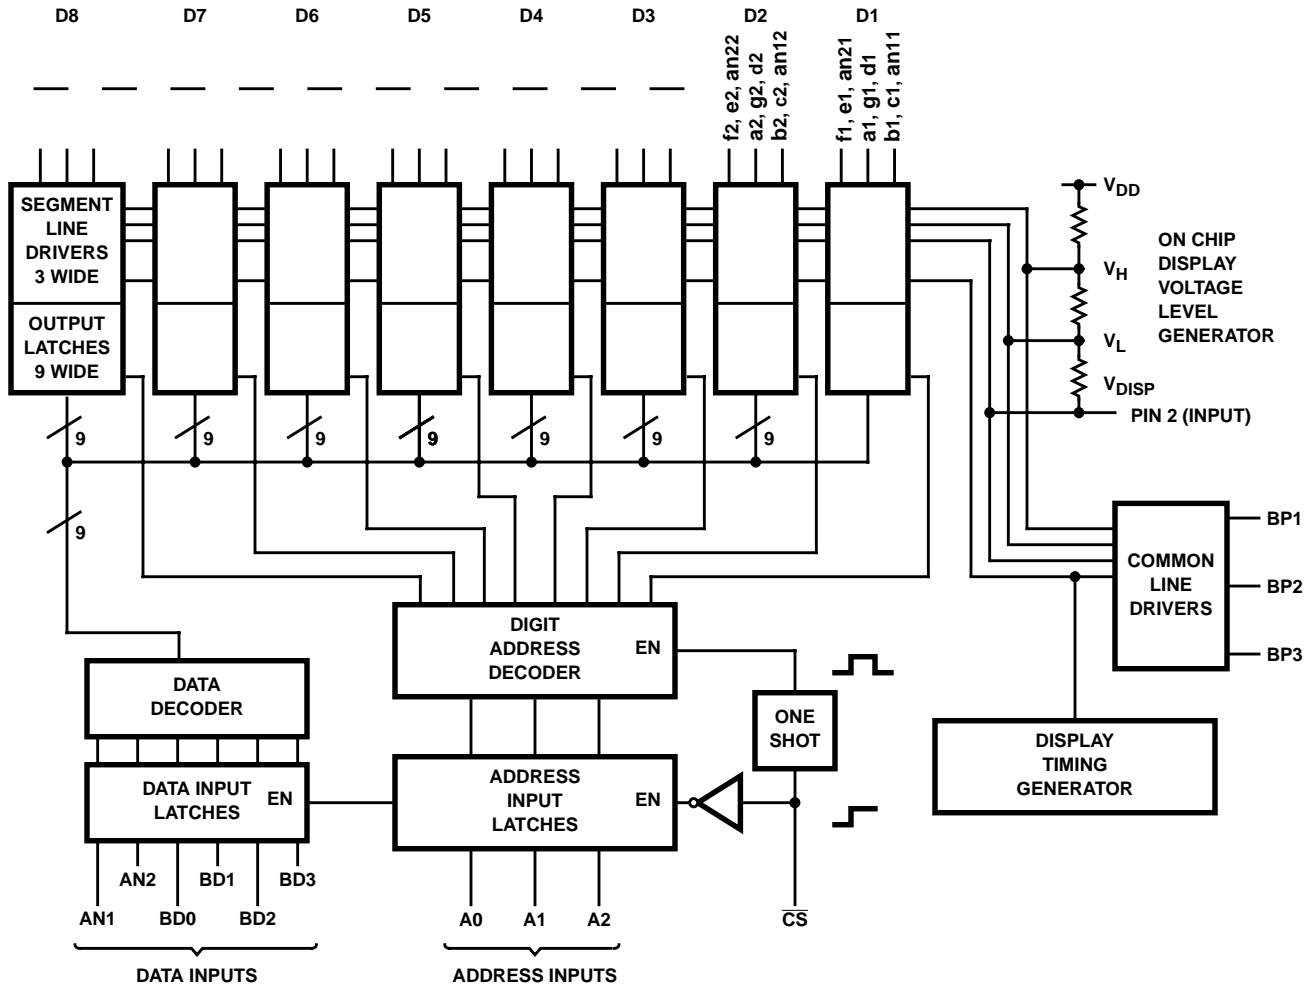 D8 D7 D6 D5 D4 D3 D2 D1
f2, e2, an22
a2, g2, d2
b2, c2, an12
f1, e1, an21
a1, g1, d1
b1, c1, an11
SEGMENT
LINE
DRIVERS
3 WIDE
OUTPUT
LATCHES
9 WIDE
VDD
VH
VL
VDISP
PIN 2 (INPUT)
ON CHIP
DISPLAY
VOLTAGE
LEVEL
GENERATOR
9 9 9 9 9 9 9
9
COMMON
LINE
DRIVERS
BP1
BP2
BP3
DIGIT
ADDRESS
DECODER
EN
DATA
DECODER
ONE
SHOT
DISPLAY
TIMING
GENERATOR
DATA INPUT
LATCHES
EN
ADDRESS
INPUT
LATCHES
EN
AN2 BD1 BD3
AN1 BD0 BD2
A0 A1 A2
C̅S̅
DATA INPUTS
ADDRESS INPUTS